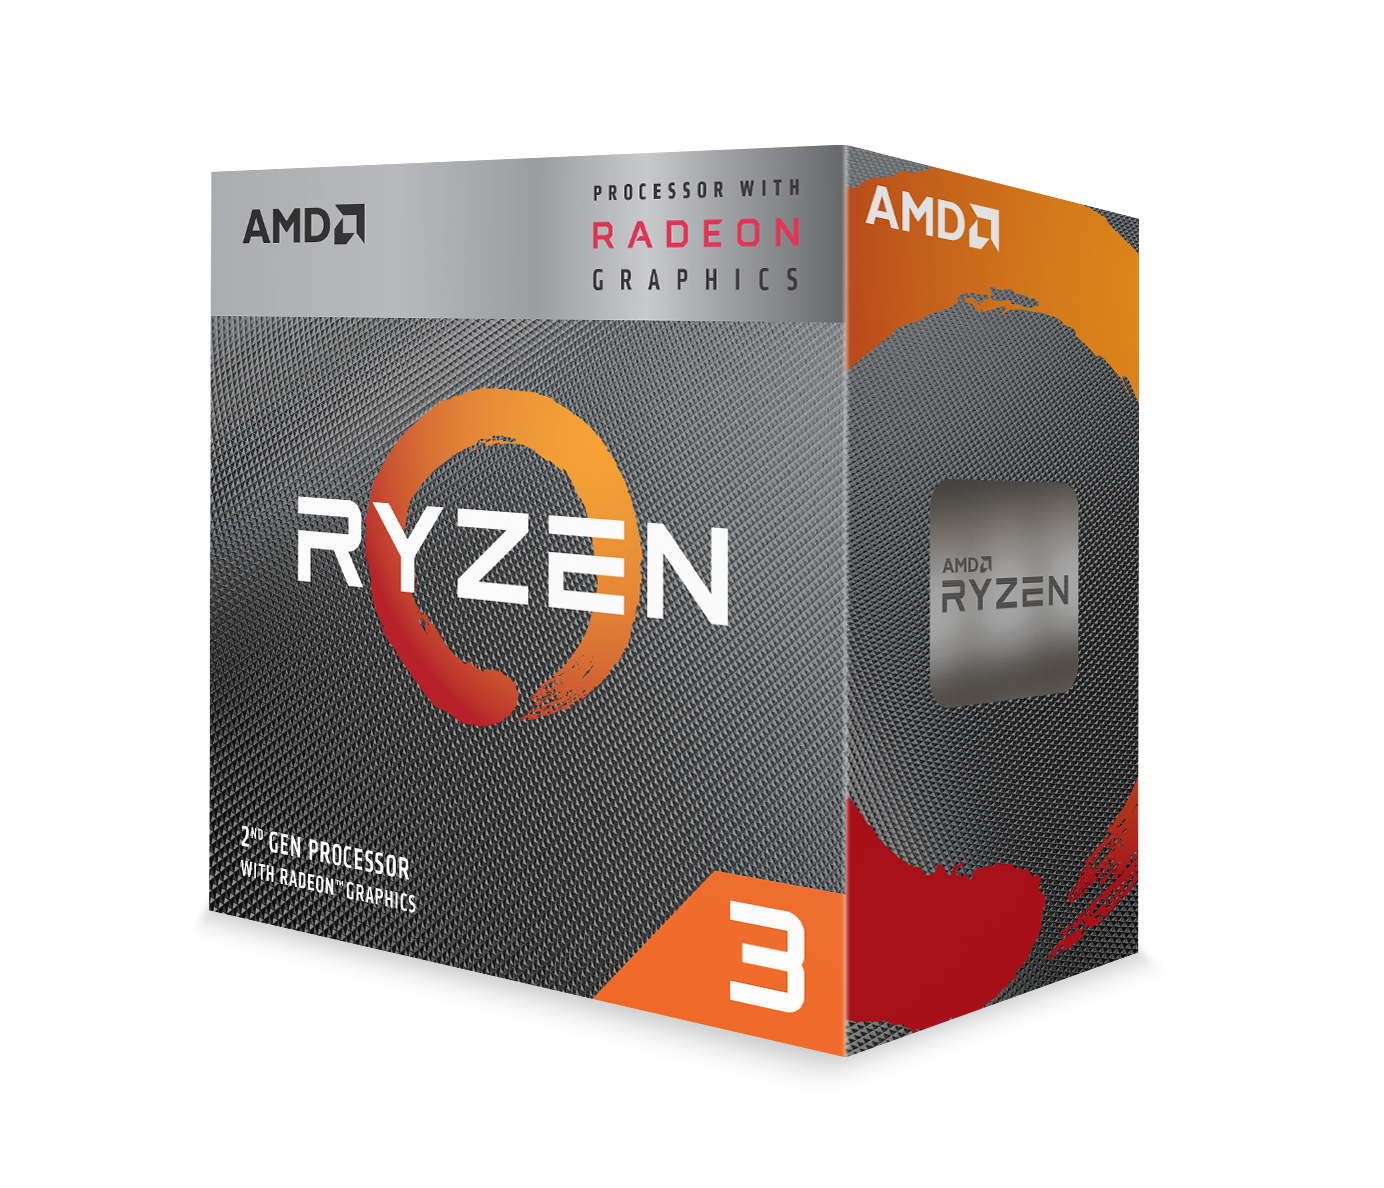 AMD
PROCESSOR WITH
RADEON
GRAPHICS
RYZEN
2ND GEN PROCESSOR
WITH RADEON™ GRAPHICS
3
AMD
AMD
RYZEN